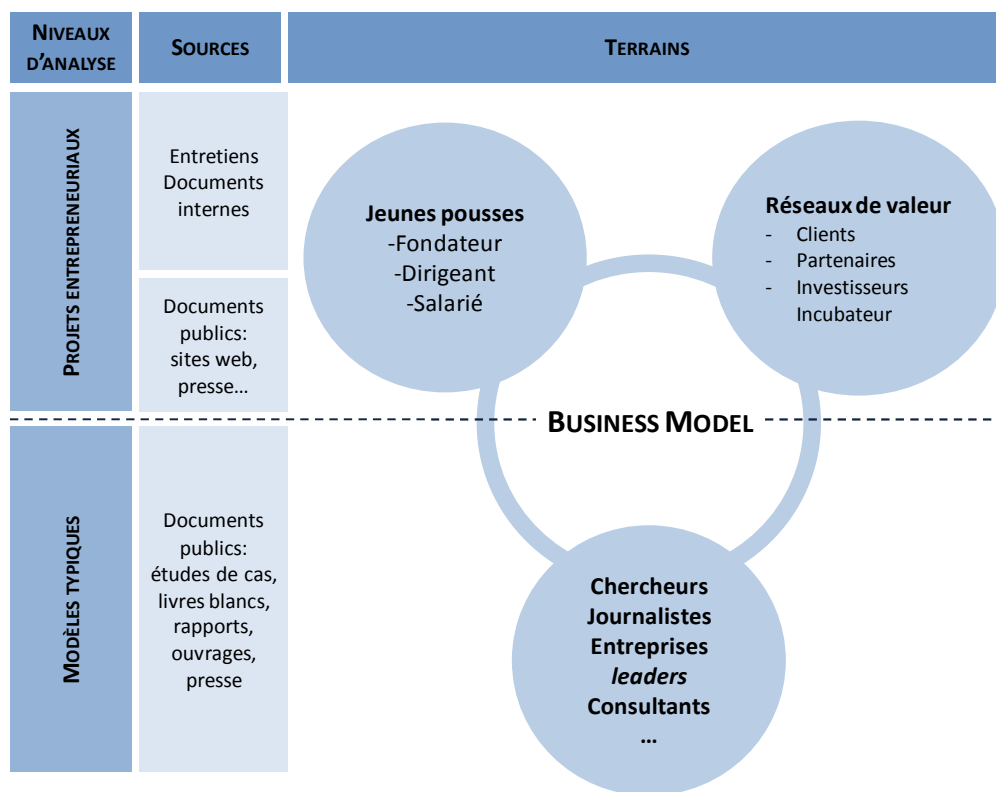 NIVEAUX
D'ANALYSE
SOURCES
TERRAINS
PROJETS ENTREPRENEURIAUX
Entretiens
Documents
internes
Documents
publics:
sites web,
presse…
Jeunes pousses
-Fondateur
-Dirigeant
-Salarié
Réseaux de valeur
- Clients
- Partenaires
- Investisseurs
Incubateur
BUSINESS MODEL
MODÈLES TYPIQUES
Documents
publics:
études de cas,
livres blancs,
rapports,
ouvrages,
presse
Chercheurs
Journalistes
Entreprises
leaders
Consultants
…